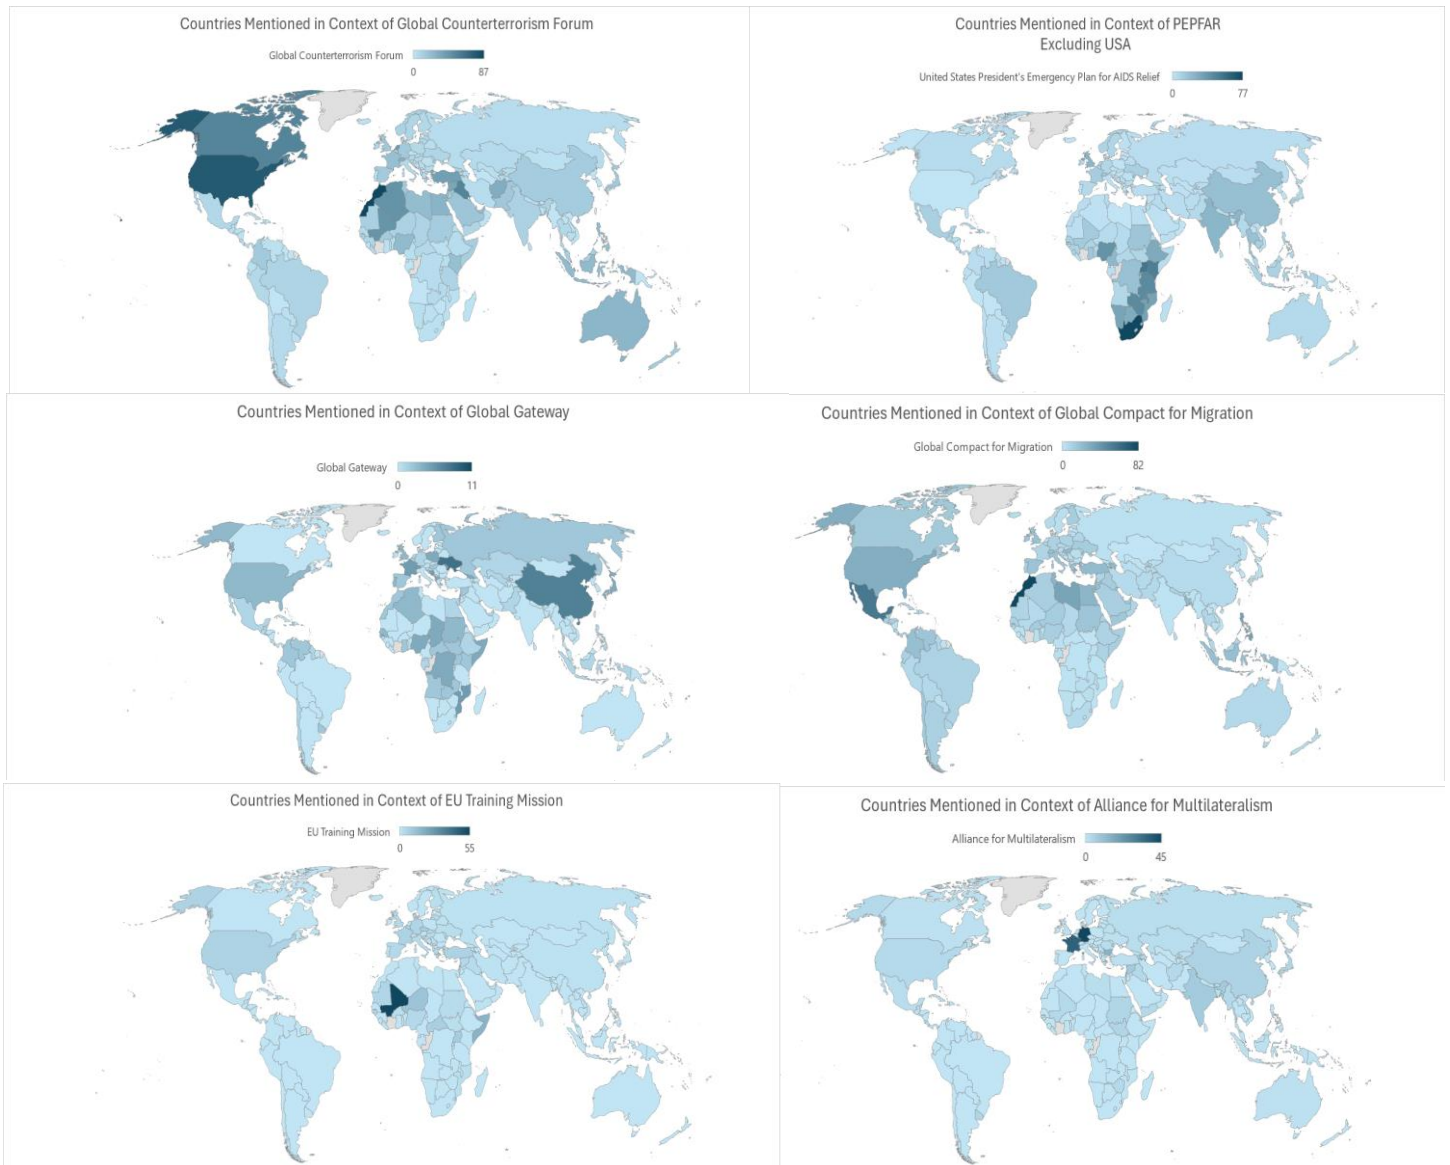 Countries Mentioned in Context of Global Counterterrorism Forum
Global Counterterrorism Forum
0 87
Countries Mentioned in Context of PEPFAR
Excluding USA
United States President's Emergency Plan for AIDS Relief
0 77
Countries Mentioned in Context of Global Gateway
Global Gateway
0 11
Countries Mentioned in Context of Global Compact for Migration
Global Compact for Migration
0 82
Countries Mentioned in Context of EU Training Mission
EU Training Mission
0 55
Countries Mentioned in Context of Alliance for Multilateralism
Alliance for Multilateralism
0 45